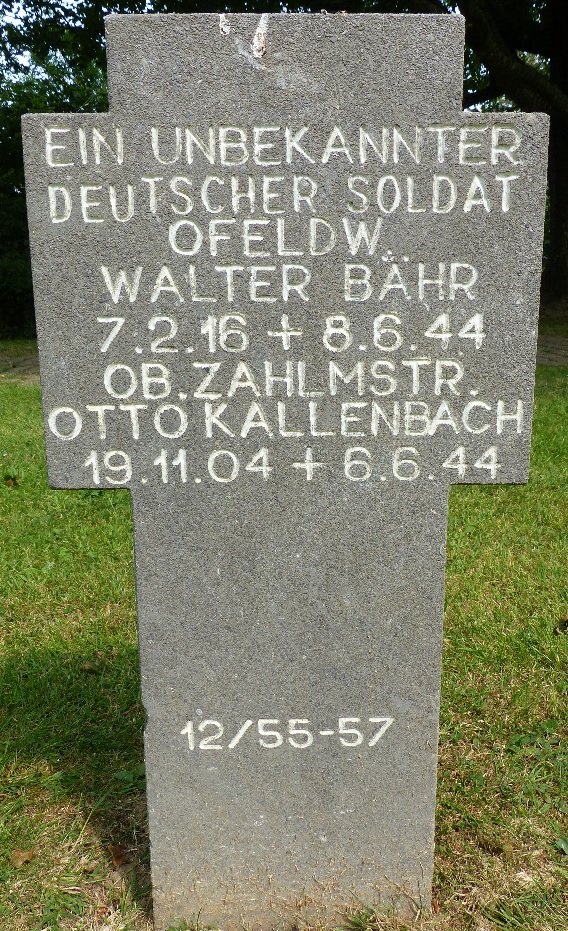 EIN UNBEKANNTER
DEUTSCHER SOLDAT
OFELDW.
WALTER BÄHR
7.2.16 + 8.6.44
OB.ZAHLMSTR.
OTTO KALLENBACH
19.11.04 + 6.6.44
12/55-57